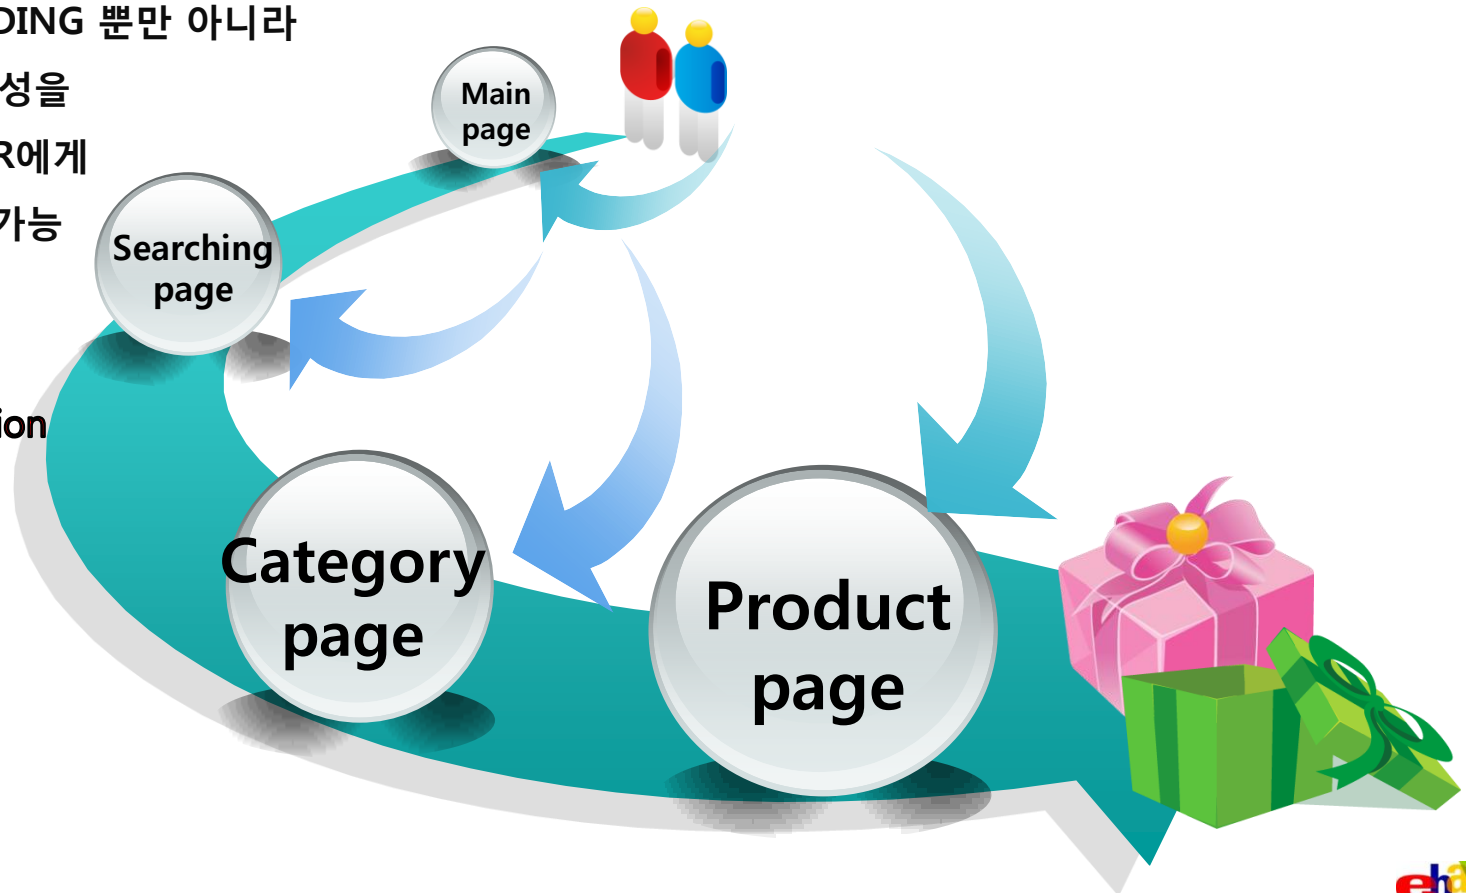 DING 뿐만 아니라
성을
R에게
가능
Main
page
Searching
page
ion
Category
page
Product
page